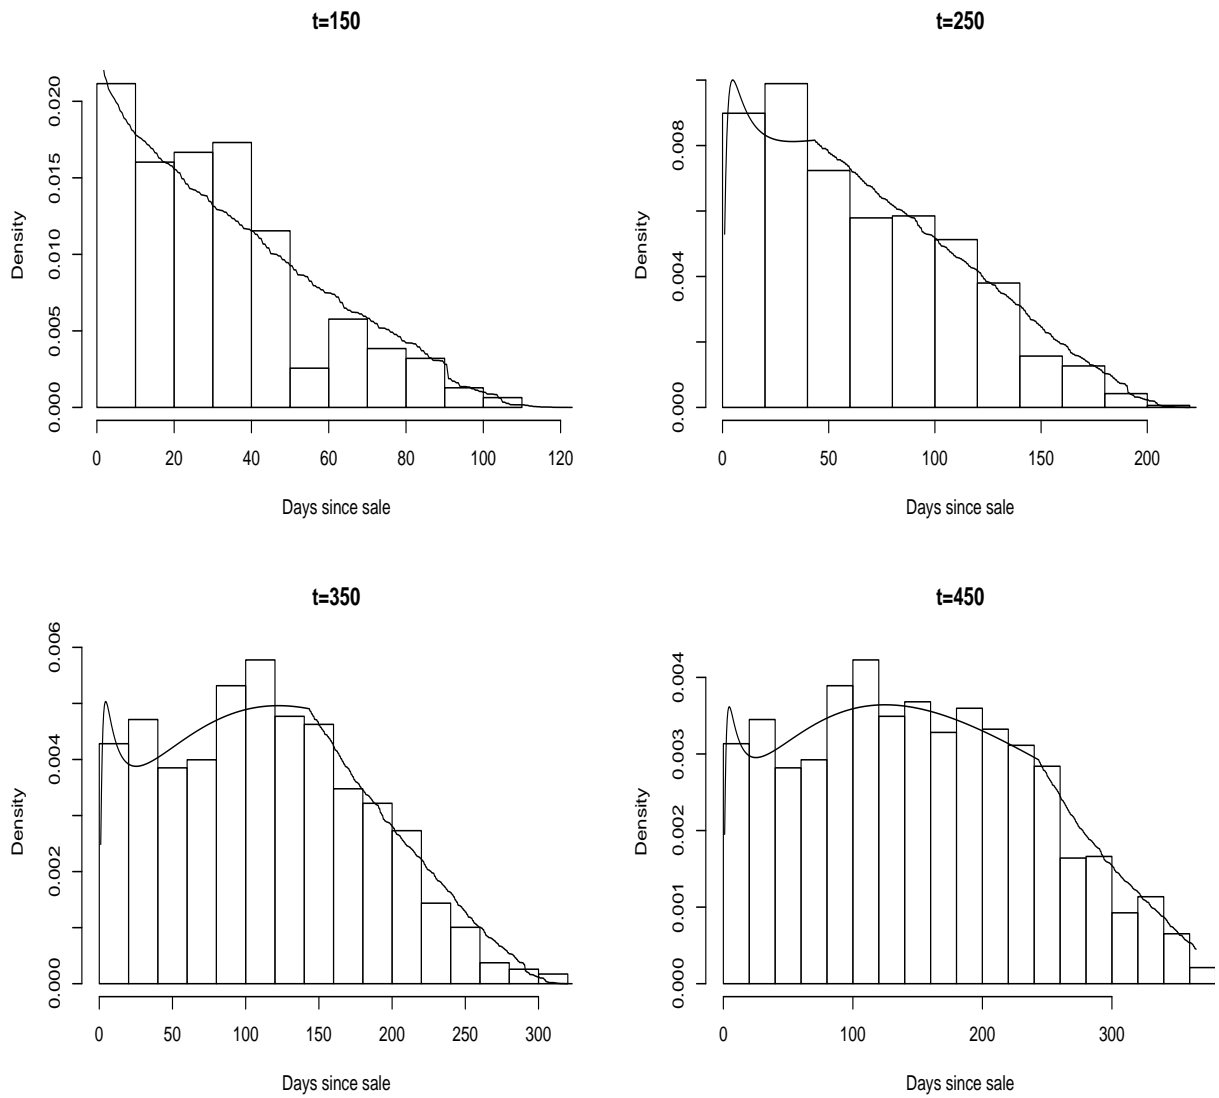 t=150
Density
0.000 0.005 0.010 0.015 0.020
0 20 40 60 80 100 120
Days since sale
t=250
Density
0.000 0.004 0.008
0 50 100 150 200
Days since sale
t=350
Density
0.000 0.002 0.004 0.006
0 50 100 150 200 250 300
Days since sale
t=450
Density
0.000 0.001 0.002 0.003 0.004
0 100 200 300
Days since sale